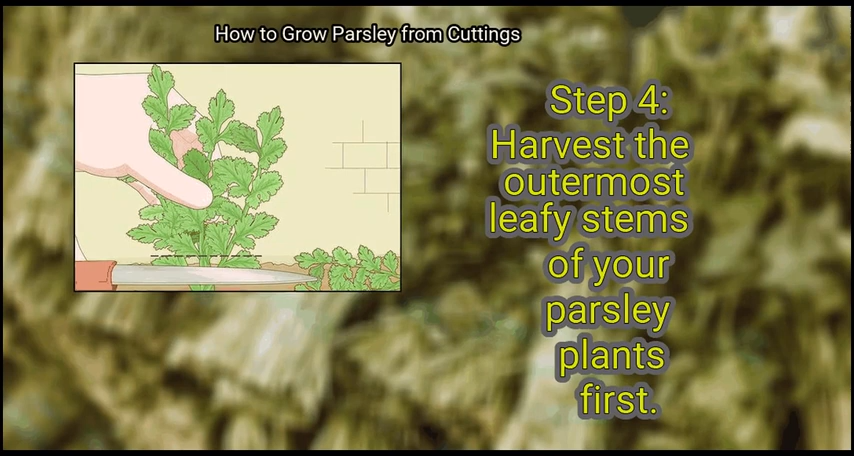 How to Grow Parsley from Cuttings
Step 4:
Harvest the
outermost
leafy stems
of your
parsley
plants
first.